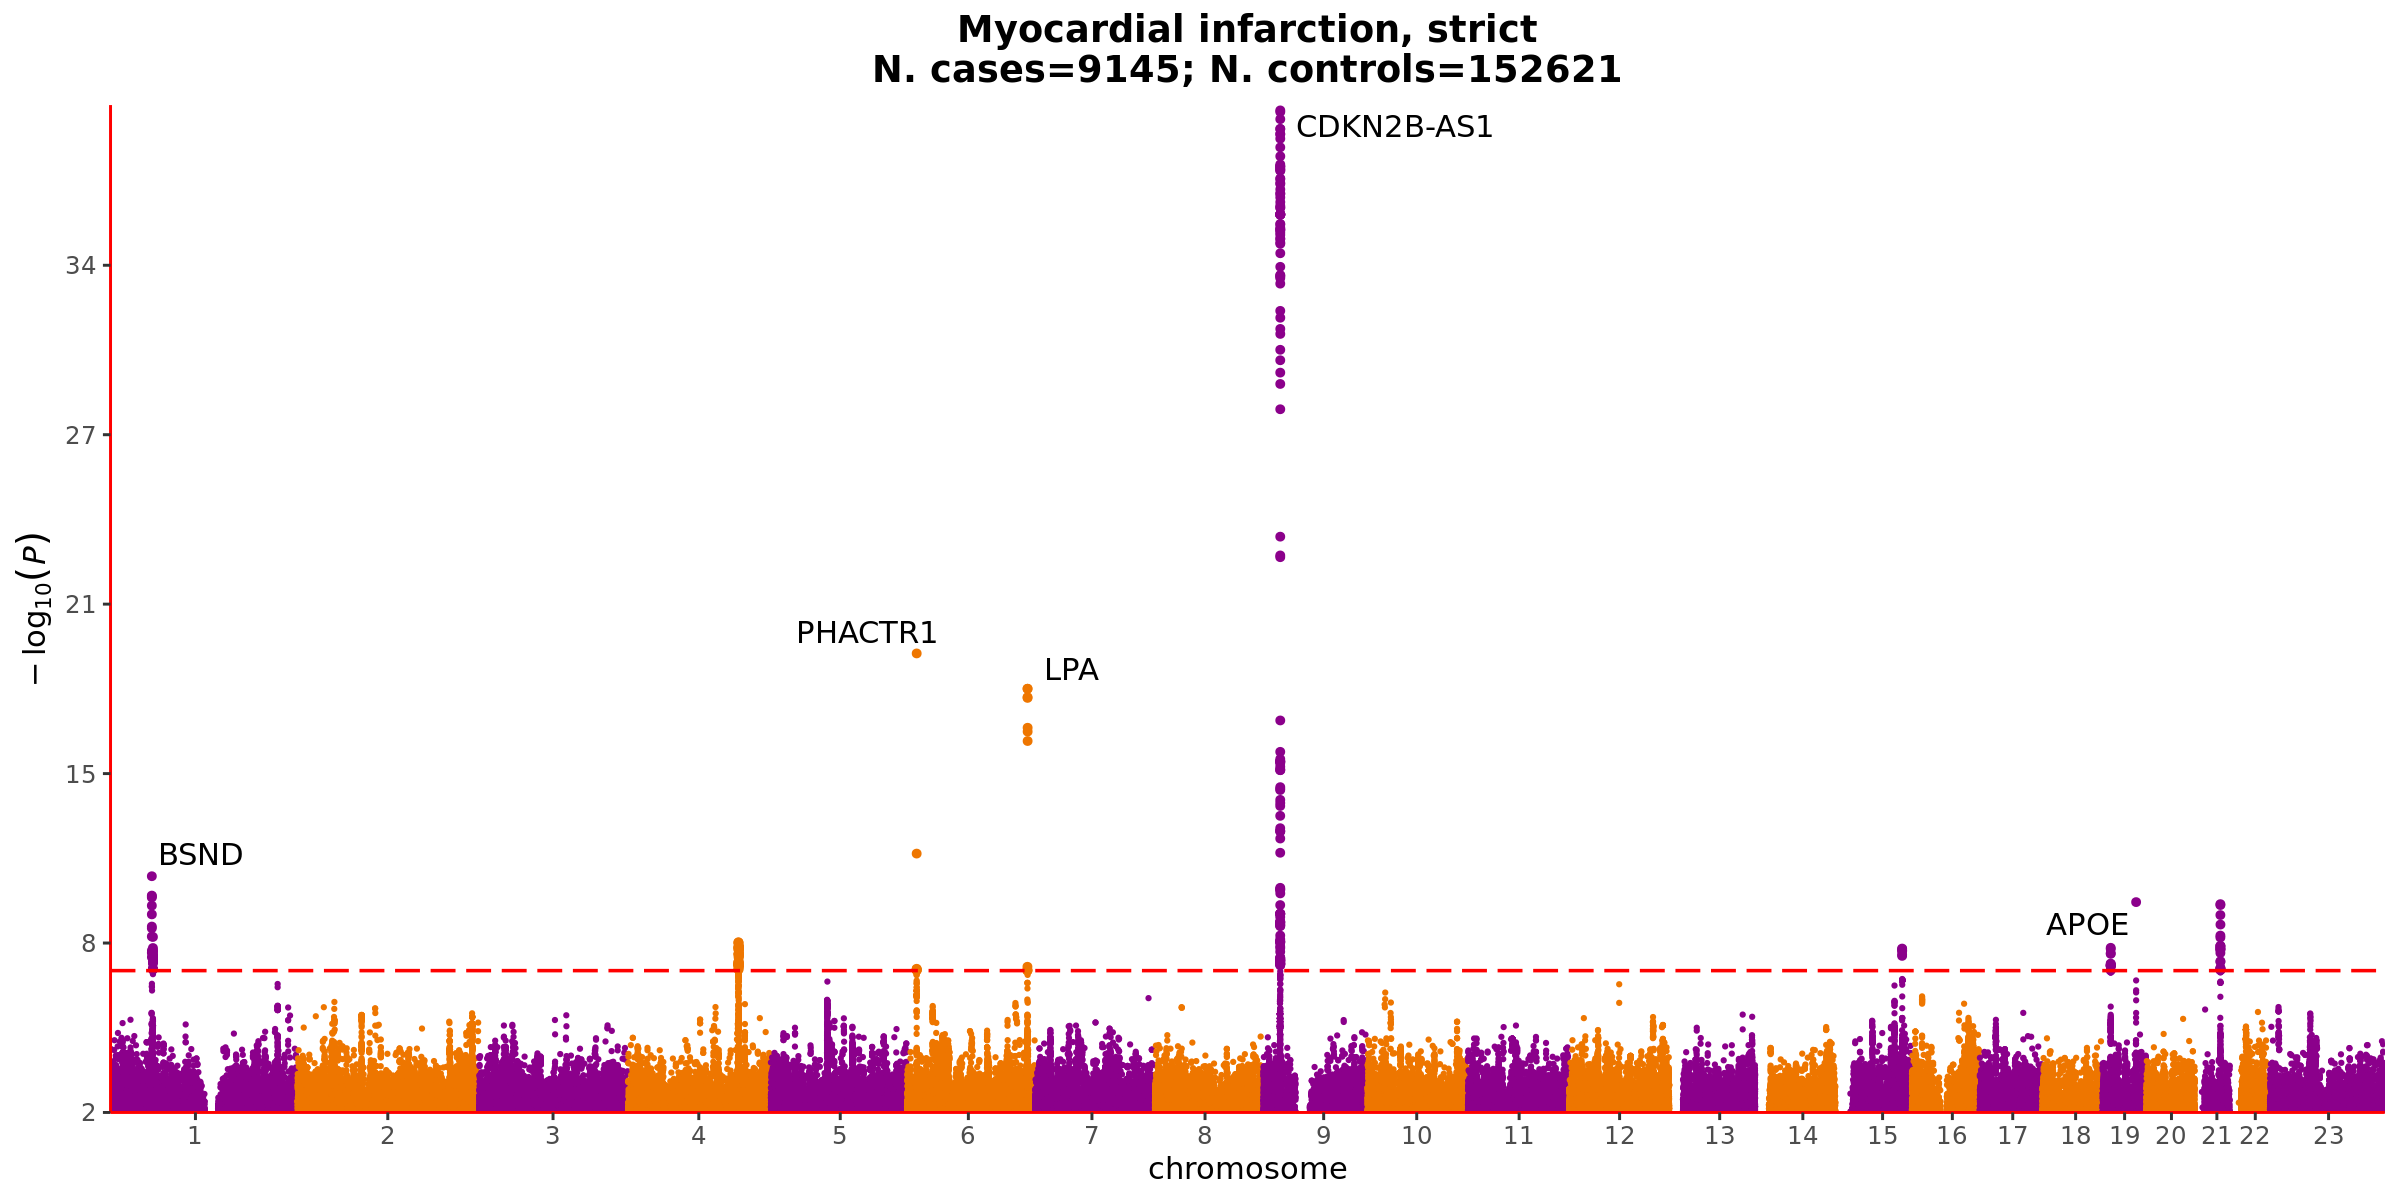 Myocardial infarction, strict
N. cases=9145; N. controls=152621
CDKN2B-AS1
PHACTR1
LPA
BSND
APOE
−log10(P)
34
27
21
15
8
2
1 2 3 4 5 6 7 8 9 10 11 12 13 14 15 16 17 18 19 20 21 22 23
chromosome